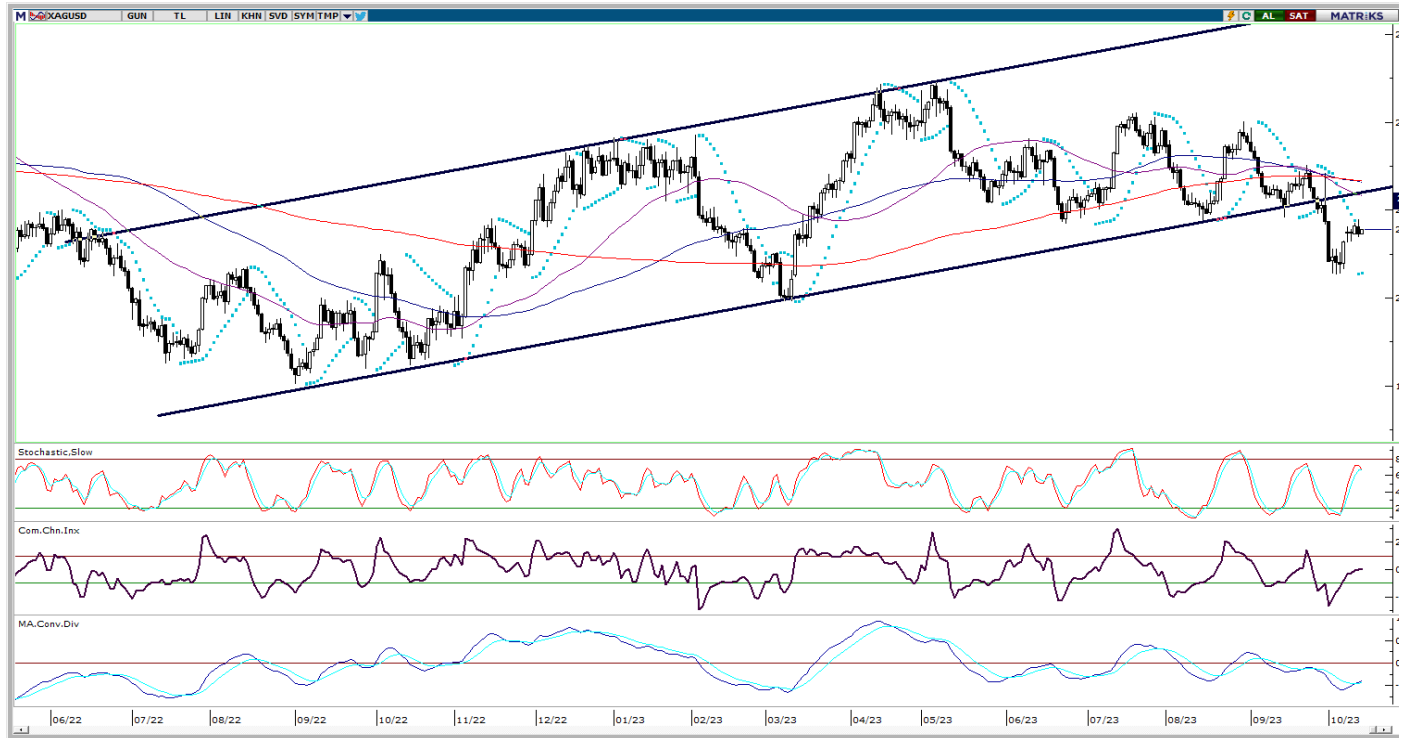 M XAGUSD GUN TL LIN KHN SVD SYM TMP AL SAT MATRİKS
Stochastic,Slow
Com.Chn.Inx
MA.Conv.Div
06/22 07/22 08/22 09/22 10/22 11/22 12/22 01/23 02/23 03/23 04/23 05/23 06/23 07/23 08/23 09/23 10/23